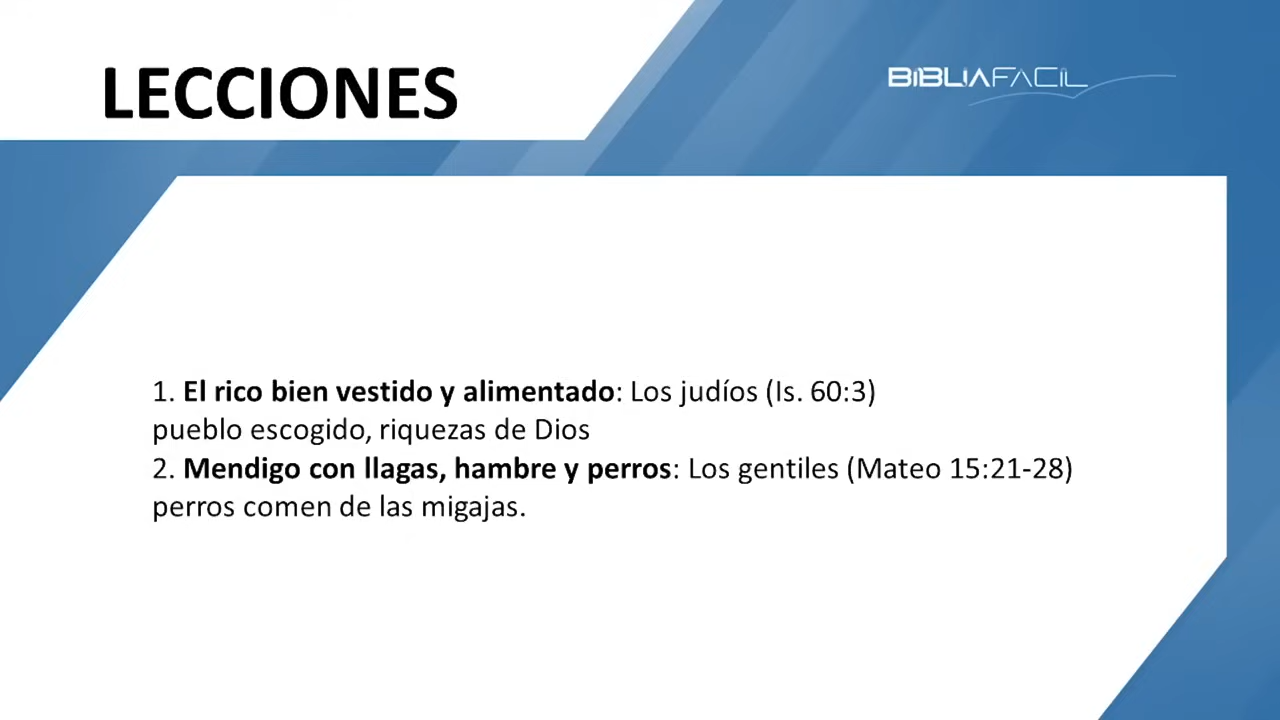 LECCIONES
BIBLIAFACIL
1. El rico bien vestido y alimentado: Los judíos (Is. 60:3)
pueblo escogido, riquezas de Dios
2. Mendigo con llagas, hambre y perros: Los gentiles (Mateo 15:21-28)
perros comen de las migajas.